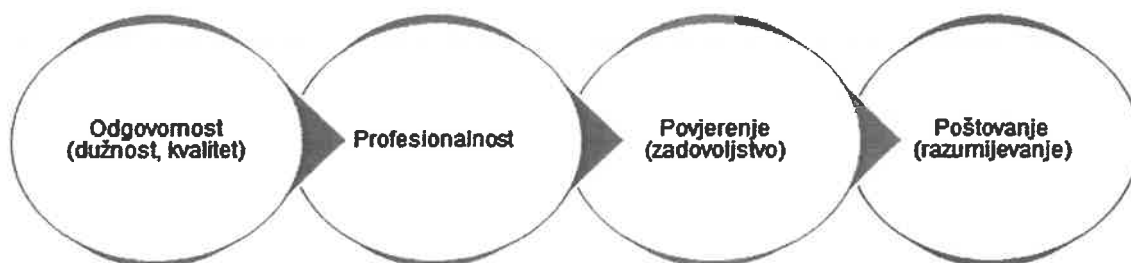 Odgovornost
(dužnost, kvalitet)
Profesionalnost
Povjerenje
(zadovoljstvo)
Poštovanje
(razumijevanje)